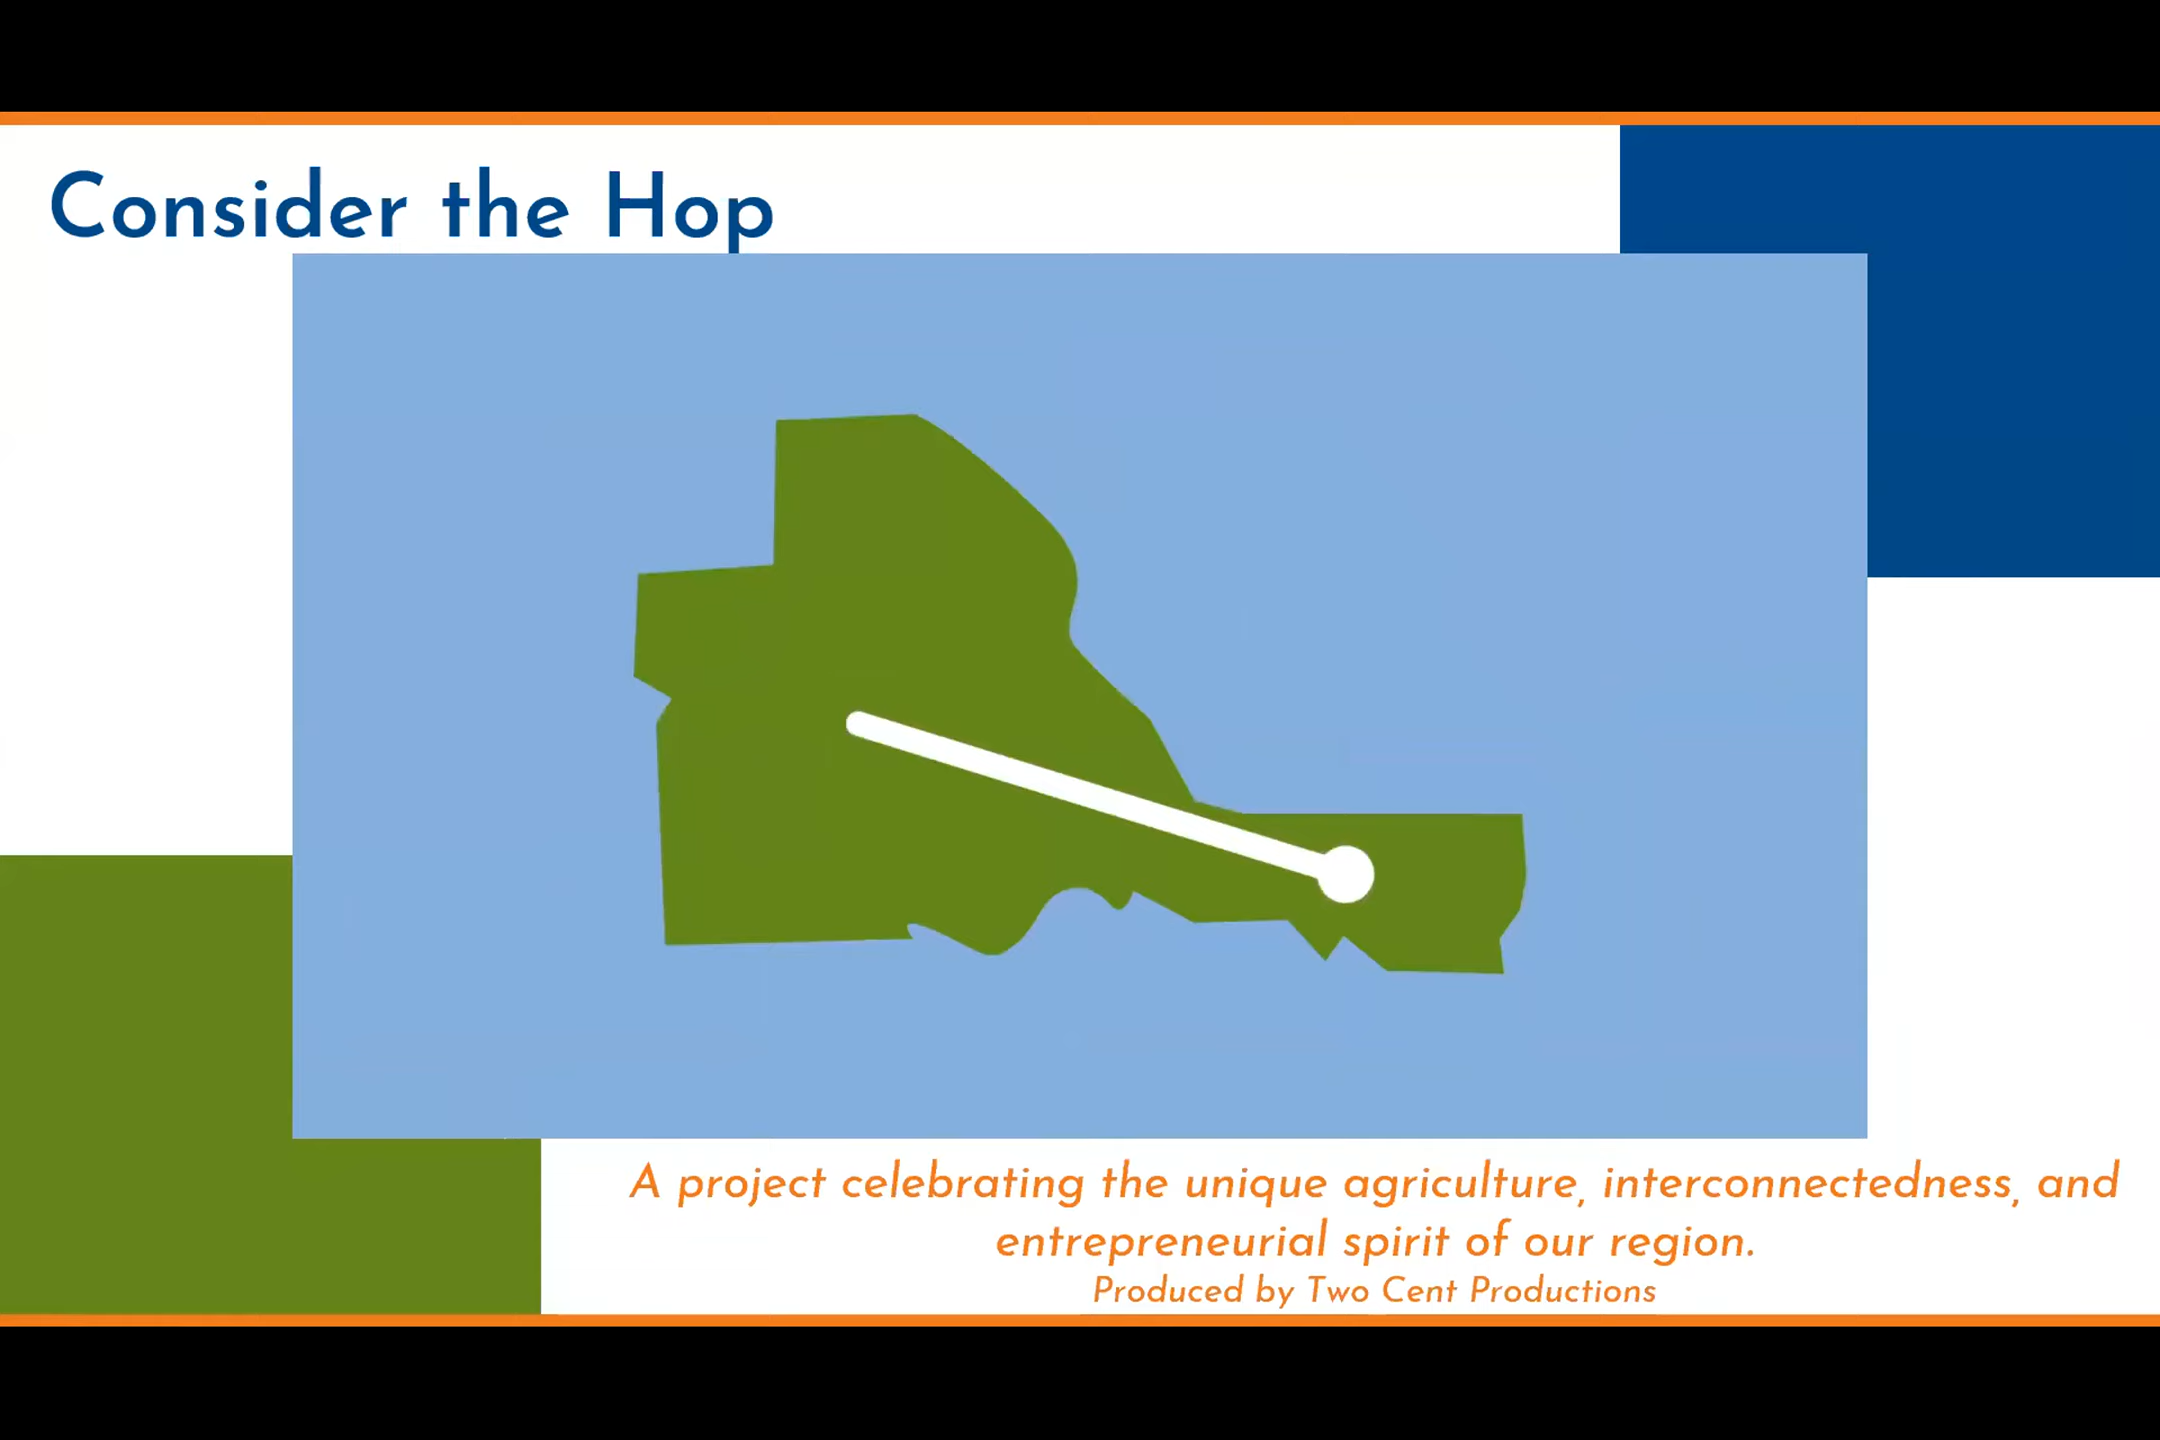 Consider the Hop
A project celebrating the unique agriculture, interconnectedness, and
entrepreneurial spirit of our region.
Produced by Two Cent Productions